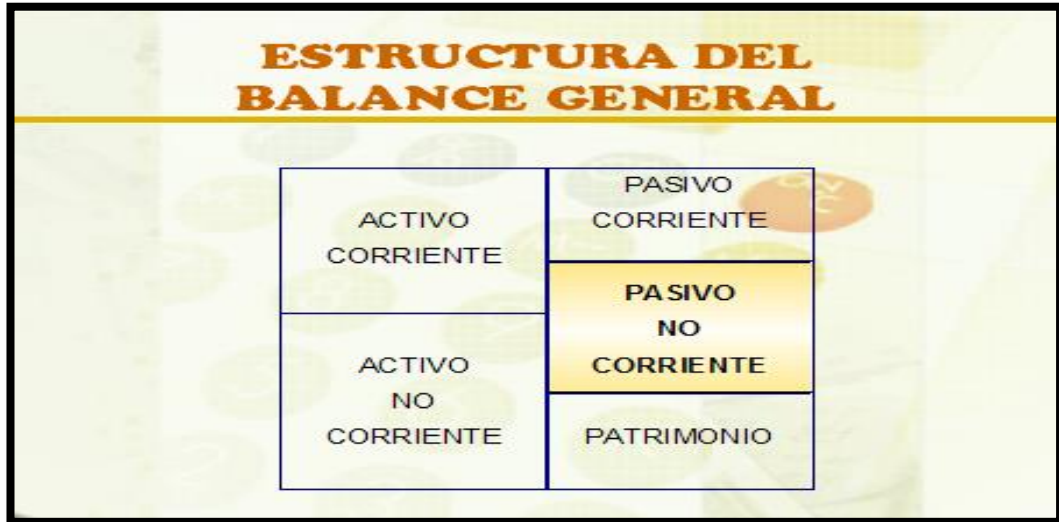 ESTRUCTURA DEL
BALANCE GENERAL
ACTIVO
CORRIENTE
ACTIVO
NO
CORRIENTE
PASIVO
CORRIENTE
PASIVO
NO
CORRIENTE
PATRIMONIO